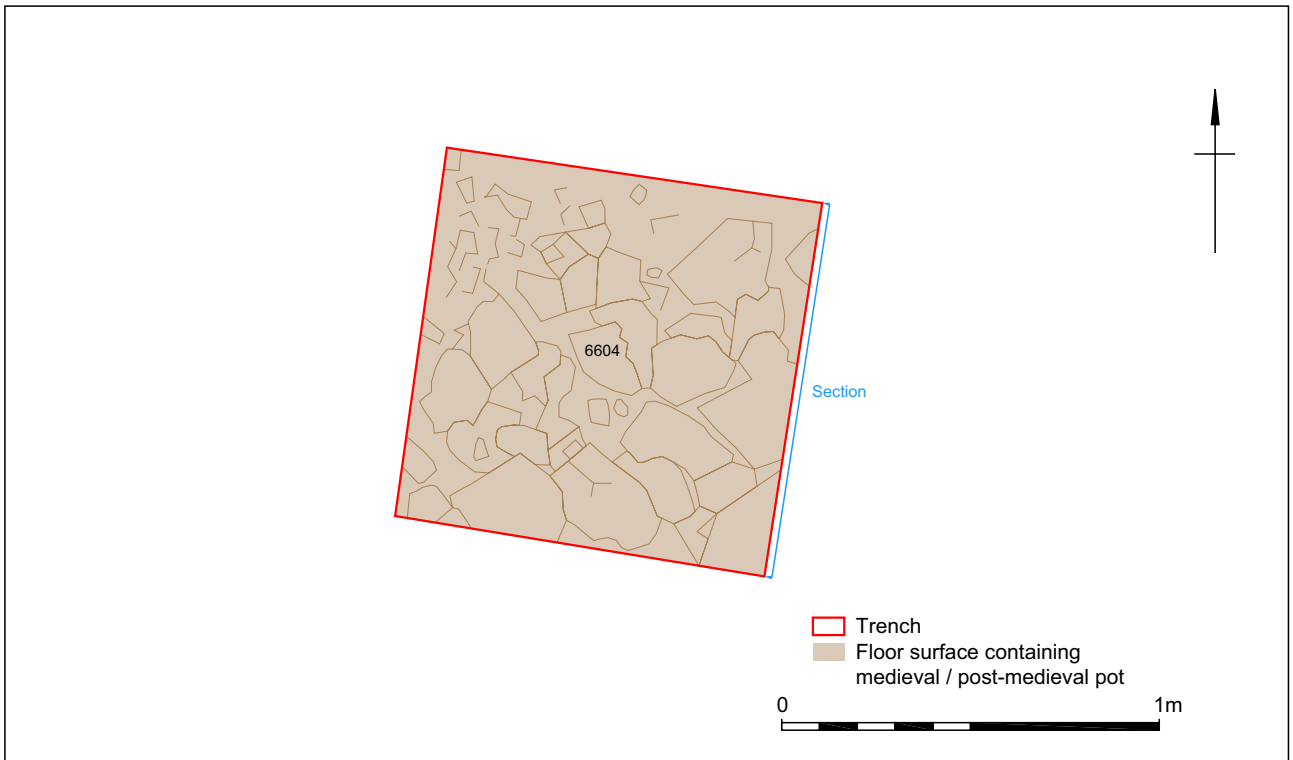 6604
Section
Trench
Floor surface containing
medieval / post-medieval pot
0 1m